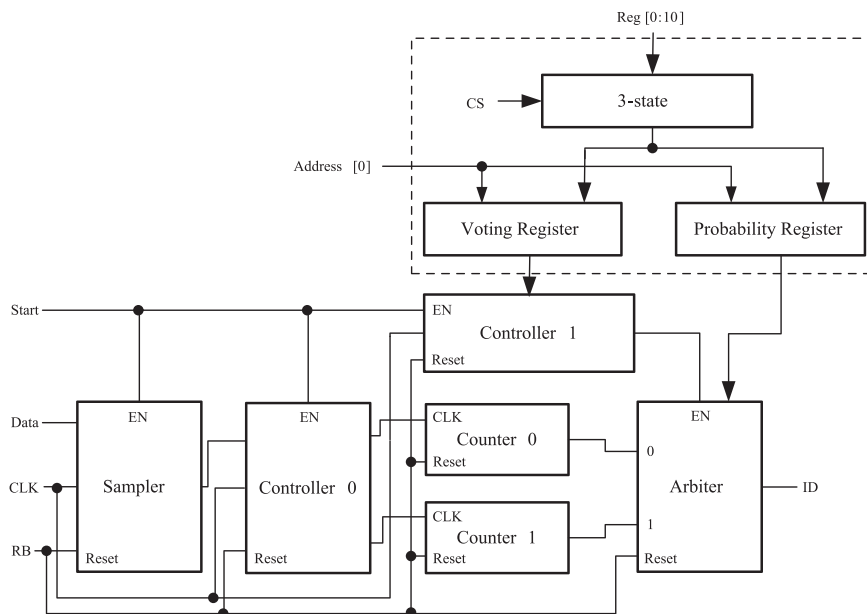 Reg [0:10]
CS
3-state
Address [0]
Voting Register
Probability Register
Start
EN
Controller 1
Reset
EN
EN
EN
Data
CLK
Counter 0
Reset
0
CLK
Sampler
Controller 0
Arbiter
ID
CLK
Counter 1
1
RB
Reset
Reset
Reset
Reset